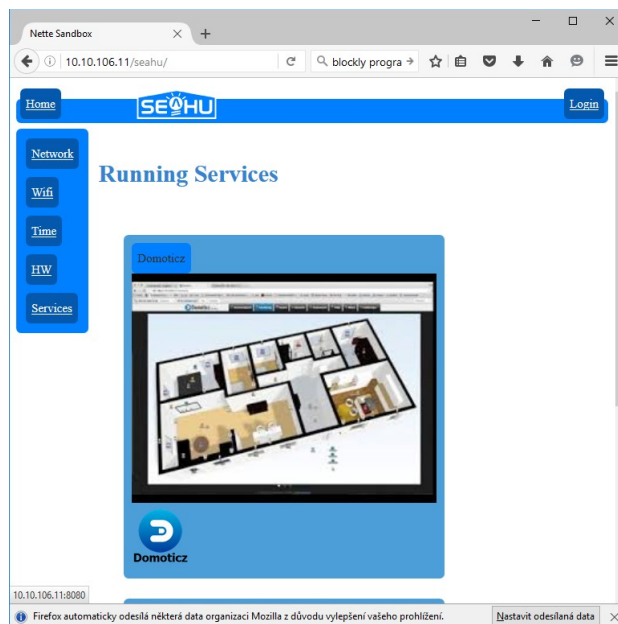 Nette Sandbox
10.10.106.11/seahu/
blockly progra
Home
SEAHU
Login
Network
Wifi
Time
HW
Services
Running Services
Domoticz
Domoticz
Domoticz
10.10.106.11:8080
Firefox automaticky odesílá některá data organizaci Mozilla z důvodu vylepšení vašeho prohlížení.
Nastavit odesílaná data